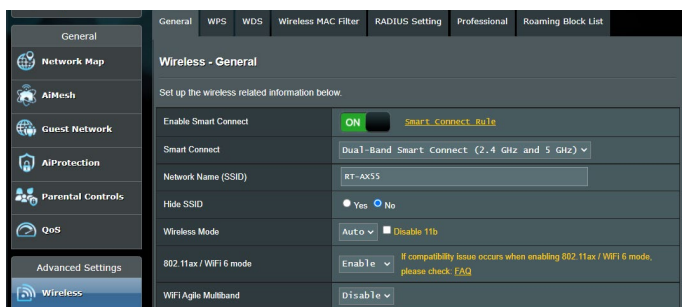 General WPS WDS Wireless MAC Filter RADIUS Setting Professional Roaming Block List
General
Network Map
AiMesh
Guest Network
AiProtection
Parental Controls
QoS
Advanced Settings
Wireless
Wireless - General
Set up the wireless related information below.
Enable Smart Connect ON Smart Connect Rule
Smart Connect Dual-Band Smart Connect (2.4 GHz and 5 GHz)
Network Name (SSID) RT-AX55
Hide SSID Yes No
Wireless Mode Auto Disable 11b
802.11ax / WiFi 6 mode Enable If compatibility issue occurs when enabling 802.11ax / WiFi 6 mode,
please check: FAQ
WiFi Agile Multiband Disable